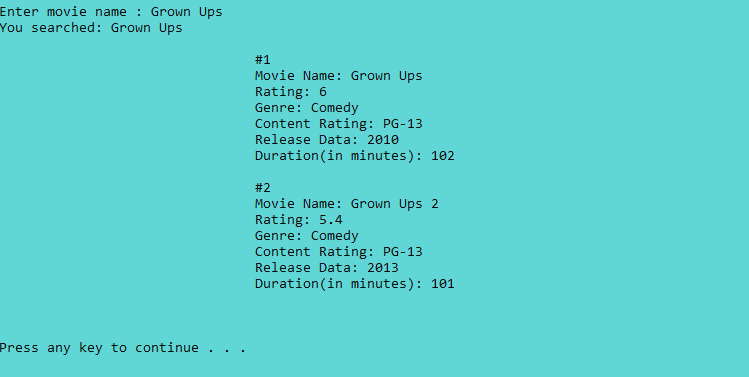 Enter movie name : Grown Ups
You searched: Grown Ups
#1
Movie Name: Grown Ups
Rating: 6
Genre: Comedy
Content Rating: PG-13
Release Data: 2010
Duration(in minutes): 102
#2
Movie Name: Grown Ups 2
Rating: 5.4
Genre: Comedy
Content Rating: PG-13
Release Data: 2013
Duration(in minutes): 101
Press any key to continue . . .